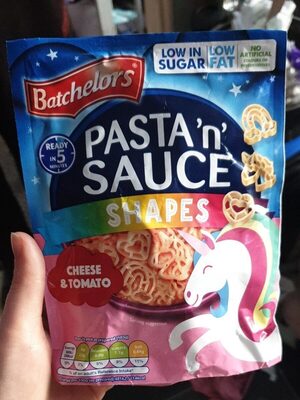 LOW IN
SUGAR
LOW
FAT
NO
ARTIFICIAL
Batchelors
READY
IN 5
MINUTES
PASTA 'n'
SAUCE
SHAPES
CHEESE
& TOMATO